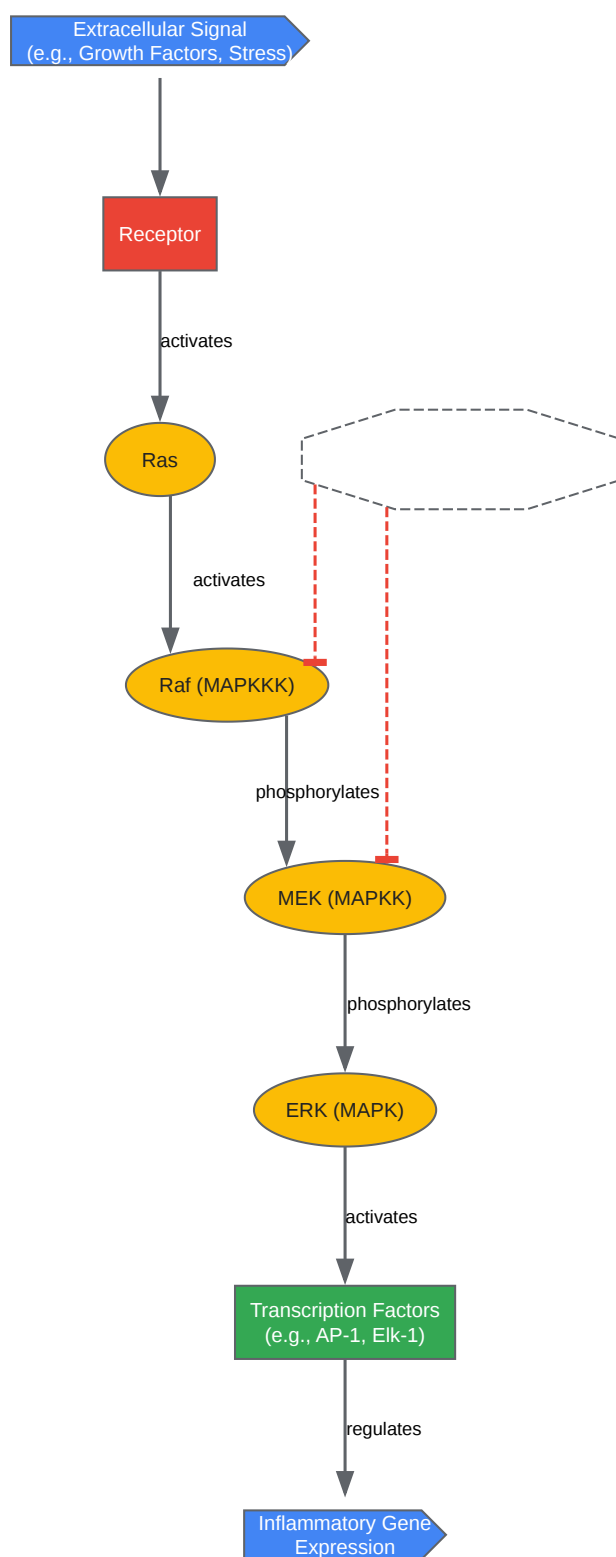 Extracellular Signal
(e.g., Growth Factors, Stress)
Receptor
activates
Ras
activates
Raf (MAPKKK)
phosphorylates
MEK (MAPKK)
phosphorylates
ERK (MAPK)
activates
Transcription Factors
(e.g., AP-1, Elk-1)
regulates
Inflammatory Gene
Expression